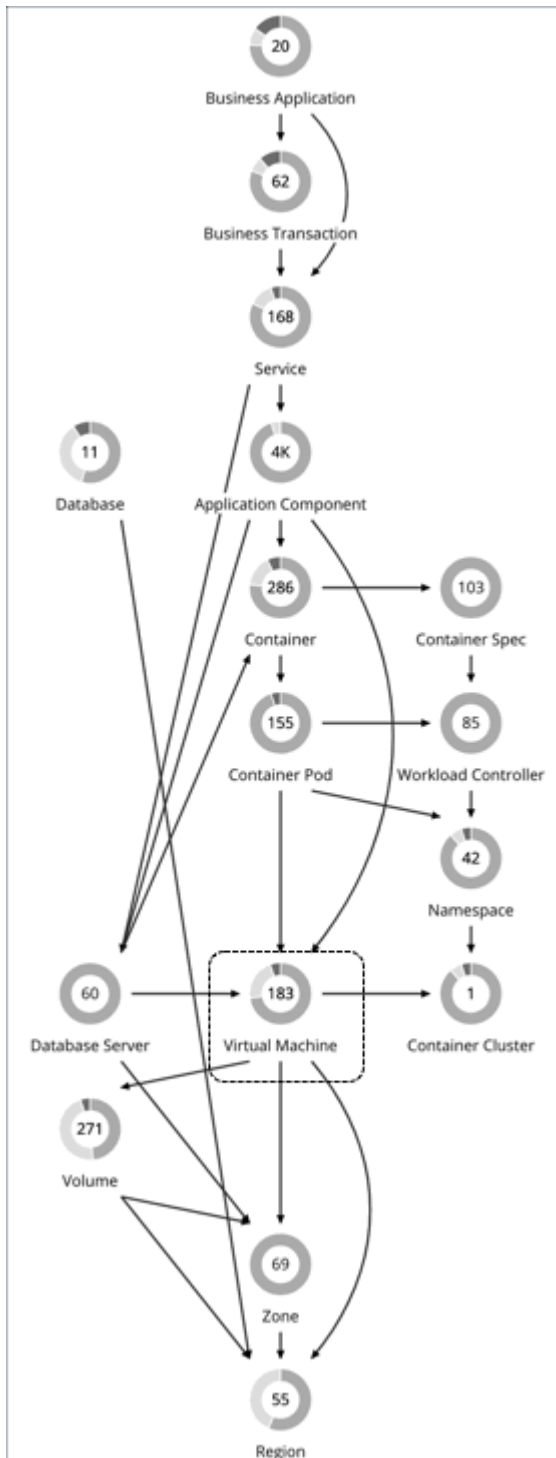 20
Business Application
62
Business Transaction
168
Service
11
Database
4K
Application Component
286
Container
103
Container Spec
155
Container Pod
85
Workload Controller
42
Namespace
60
Database Server
183
Virtual Machine
1
Container Cluster
271
Volume
69
Zone
55
Region